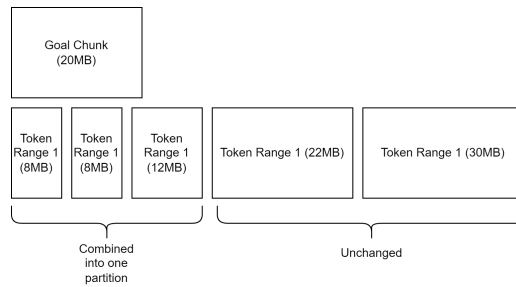 Goal Chunk
(20MB)
Token
Range 1
(8MB)
Token
Range 1
(8MB)
Token
Range 1
(12MB)
Token Range 1 (22MB)
Token Range 1 (30MB)
Combined
into one
partition
Unchanged